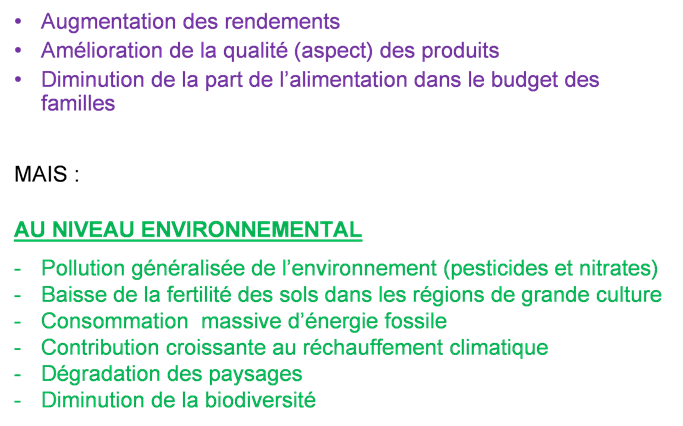 • Augmentation des rendements
• Amélioration de la qualité (aspect) des produits
• Diminution de la part de l’alimentation dans le budget des
familles
MAIS :
AU NIVEAU ENVIRONNEMENTAL
- Pollution généralisée de l’environnement (pesticides et nitrates)
- Baisse de la fertilité des sols dans les régions de grande culture
- Consommation  massive d’énergie fossile
- Contribution croissante au réchauffement climatique
- Dégradation des paysages
- Diminution de la biodiversité